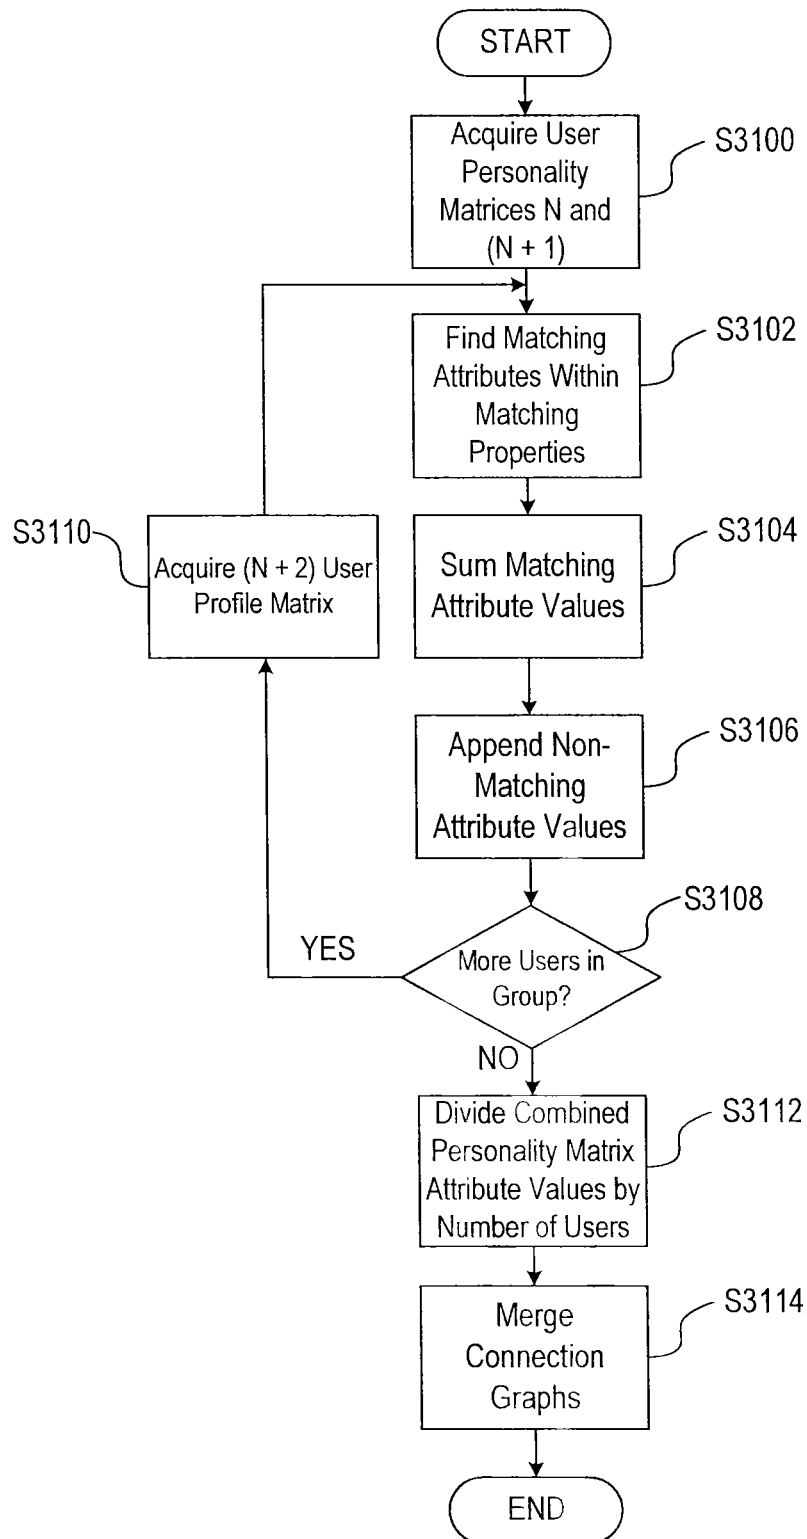 START
Acquire User
Personality
Matrices N and
(N + 1)
S3100
Find Matching
Attributes Within
Matching
Properties
S3102
S3110
Acquire (N + 2) User
Profile Matrix
Sum Matching
Attribute Values
S3104
Append Non-
Matching
Attribute Values
S3106
S3108
YES
More Users in
Group?
NO
Divide Combined
Personality Matrix
Attribute Values by
Number of Users
S3112
Merge
Connection
Graphs
S3114
END